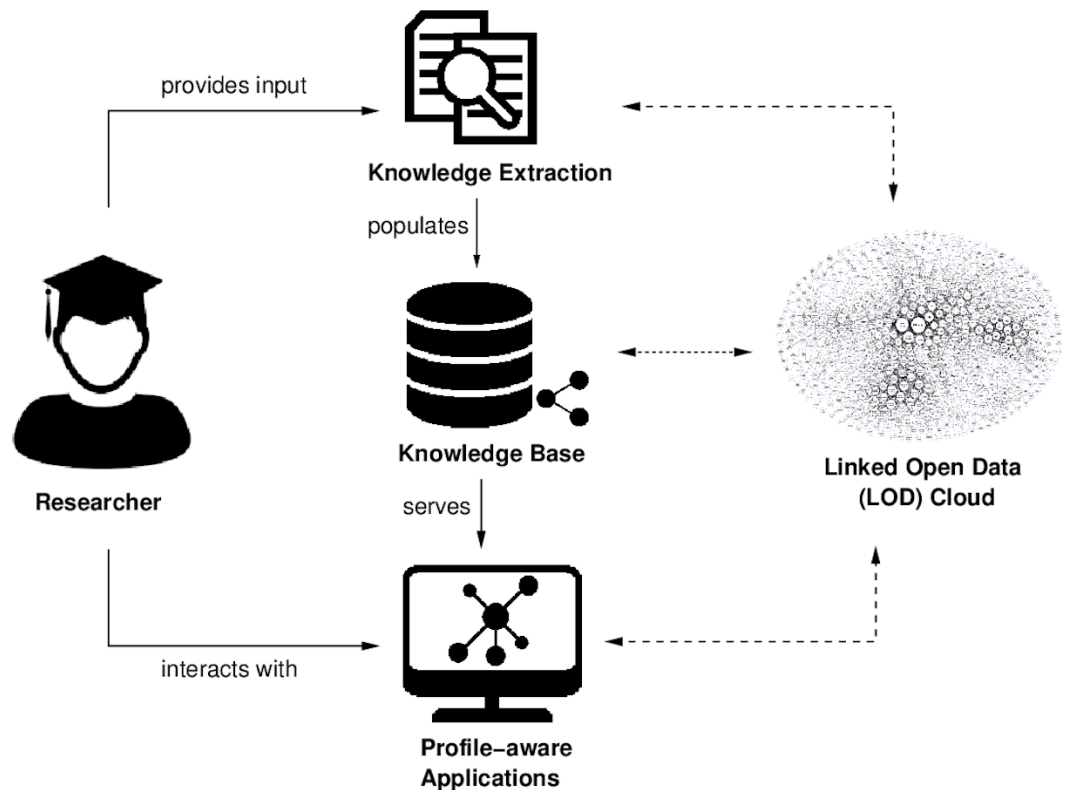 provides input
Knowledge Extraction
populates
Knowledge Base
Researcher
Linked Open Data
(LOD) Cloud
serves
interacts with
Profile−aware
Applications